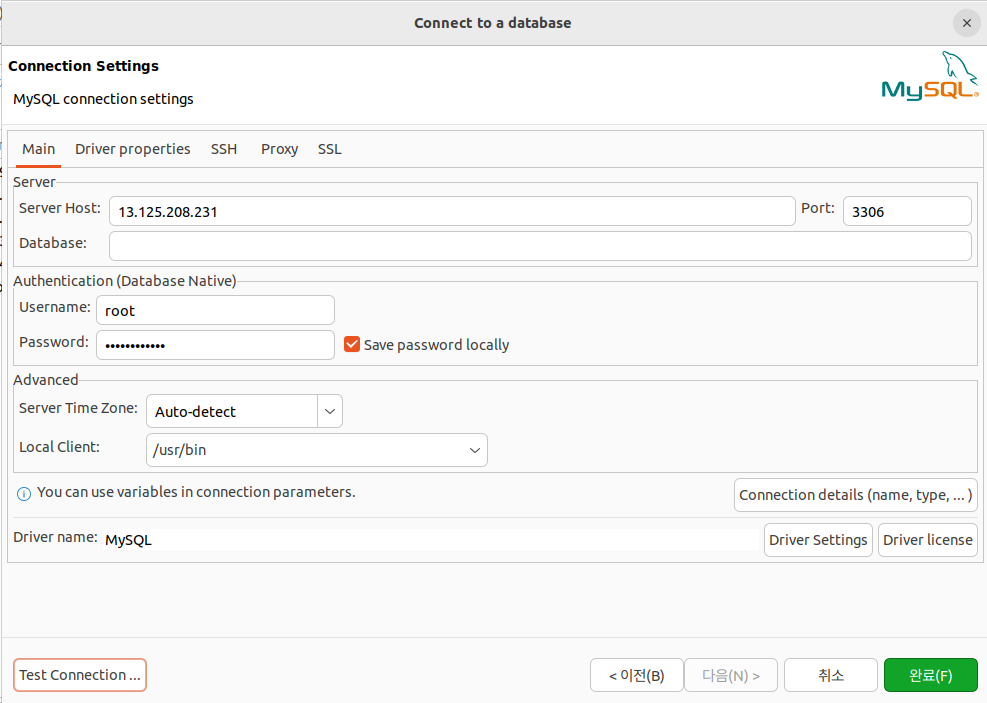 Connect to a database
Connection Settings
MySQL connection settings
MySQL
Main Driver properties SSH Proxy SSL
Server
Server Host: 13.125.208.231 Port: 3306
Database:
Authentication (Database Native)
Username: root
Password: ••••••••••••
Save password locally
Advanced
Server Time Zone: Auto-detect
Local Client: /usr/bin
You can use variables in connection parameters.
Connection details (name, type, ... )
Driver name: MySQL
Driver Settings Driver license
Test Connection ... < 이전(B) 다음(N) > 취소 완료(F)